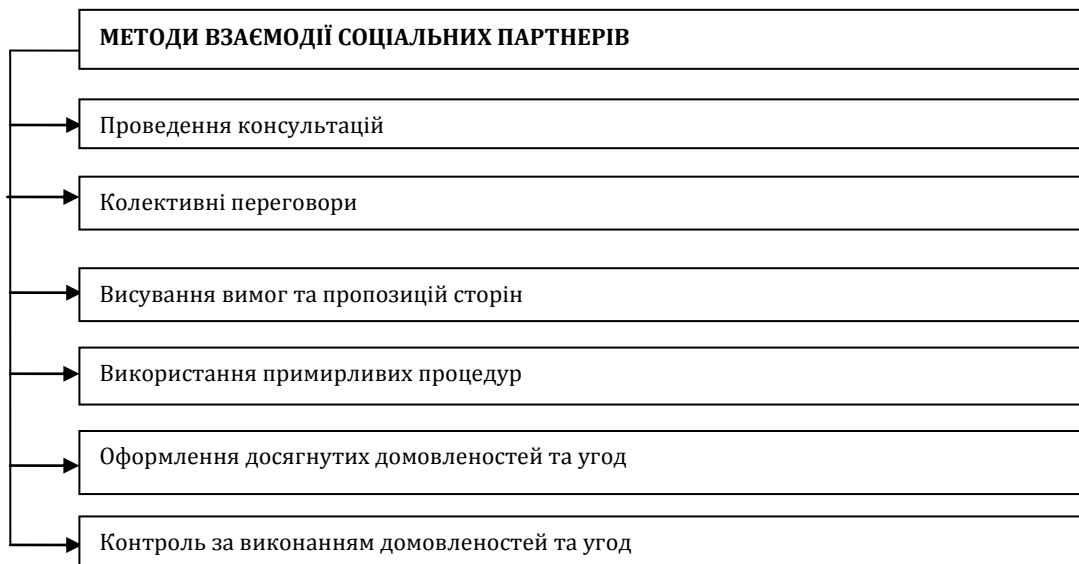 МЕТОДИ ВЗАЄМОДІЇ СОЦІАЛЬНИХ ПАРТНЕРІВ
Проведення консультацій
Колективні переговори
Висування вимог та пропозицій сторін
Використання примирливих процедур
Оформлення досягнутих домовленостей та угод
Контроль за виконанням домовленостей та угод